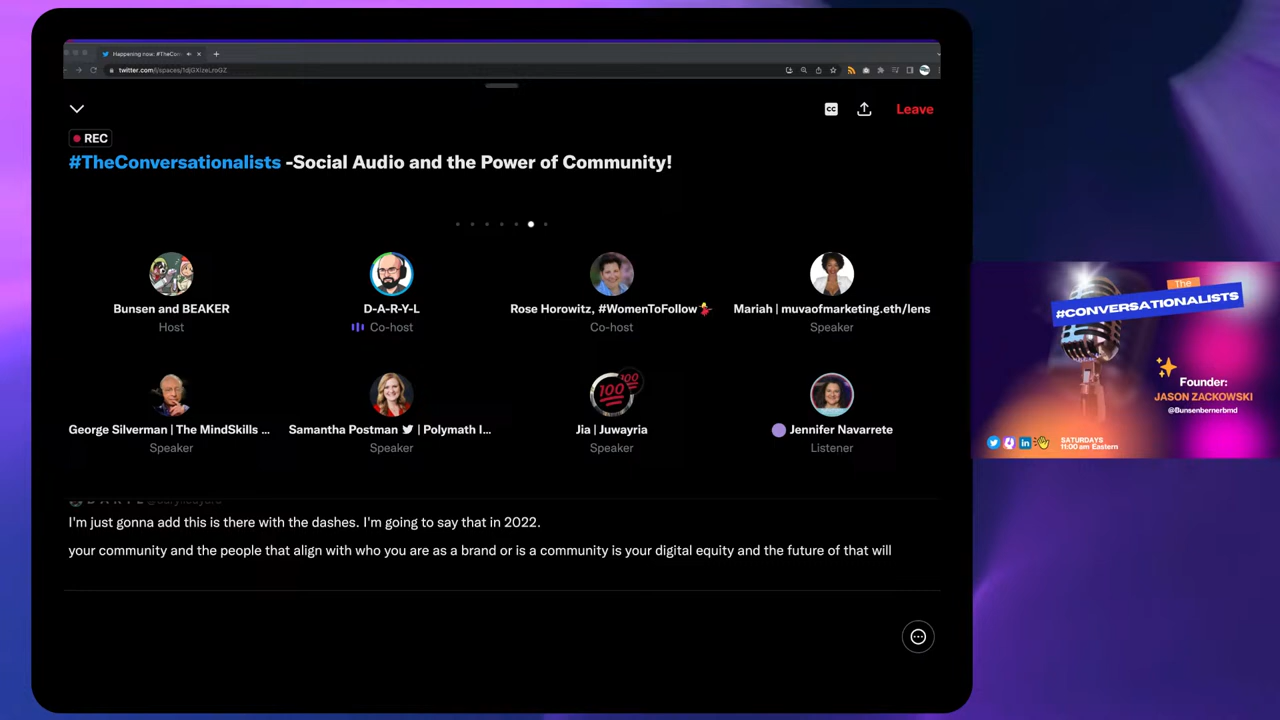 Happening now: #TheCon
twitter.com/i/spaces/
Leave
REC
#TheConversationalists -Social Audio and the Power of Community!
Bunsen and BEAKER
Host
D-A-R-Y-L
Co-host
Rose Horowitz, #WomenToFollow
Co-host
Mariah | muvaofmarketing.eth/lens
Speaker
George Silverman | The MindSkills ...
Speaker
Samantha Postman | Polymath I...
Speaker
100
100
Jia | Juwayria
Speaker
Jennifer Navarrete
Listener
I'm just gonna add this is there with the dashes. I'm going to say that in 2022.
your community and the people that align with who you are as a brand or is a community is your digital equity and the future of that will
The
#CONVERSATIONALISTS
Founder:
JASON ZACKOWSKI
@Bunsenbernerbmd
SATURDAYS
11:00 am Eastern